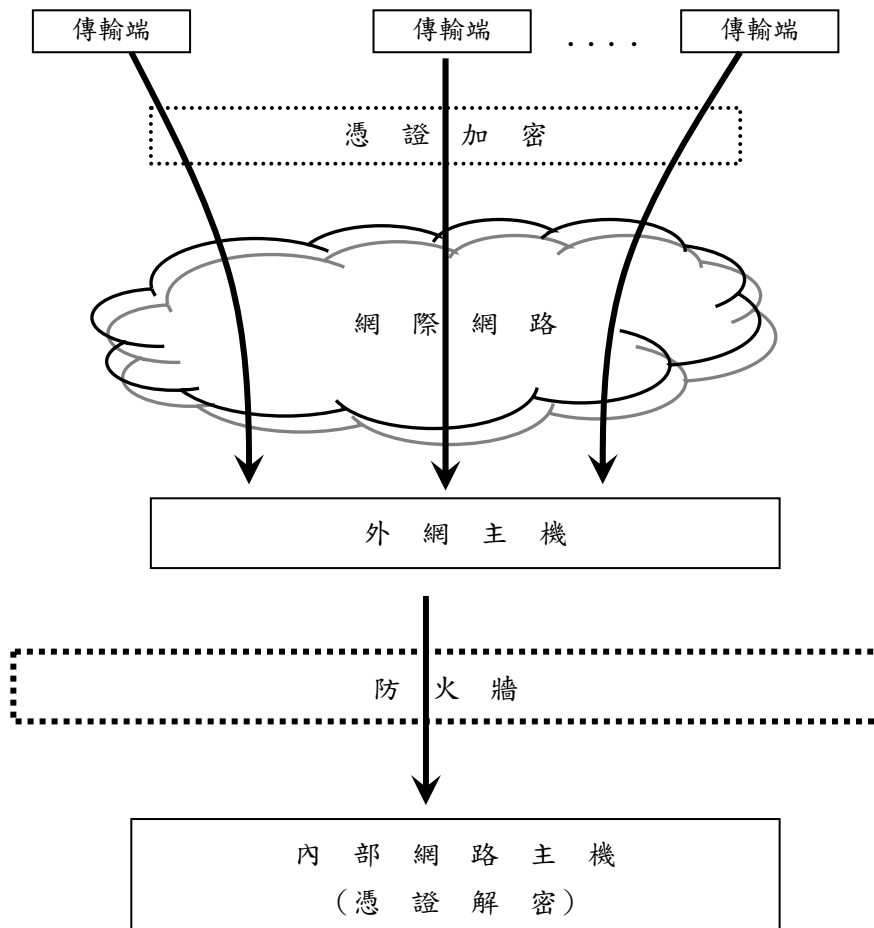 傳輸端 傳輸端 .... 傳輸端
憑證加密
網際網路
外網主機
防火牆
內部網路主機
(憑證解密)